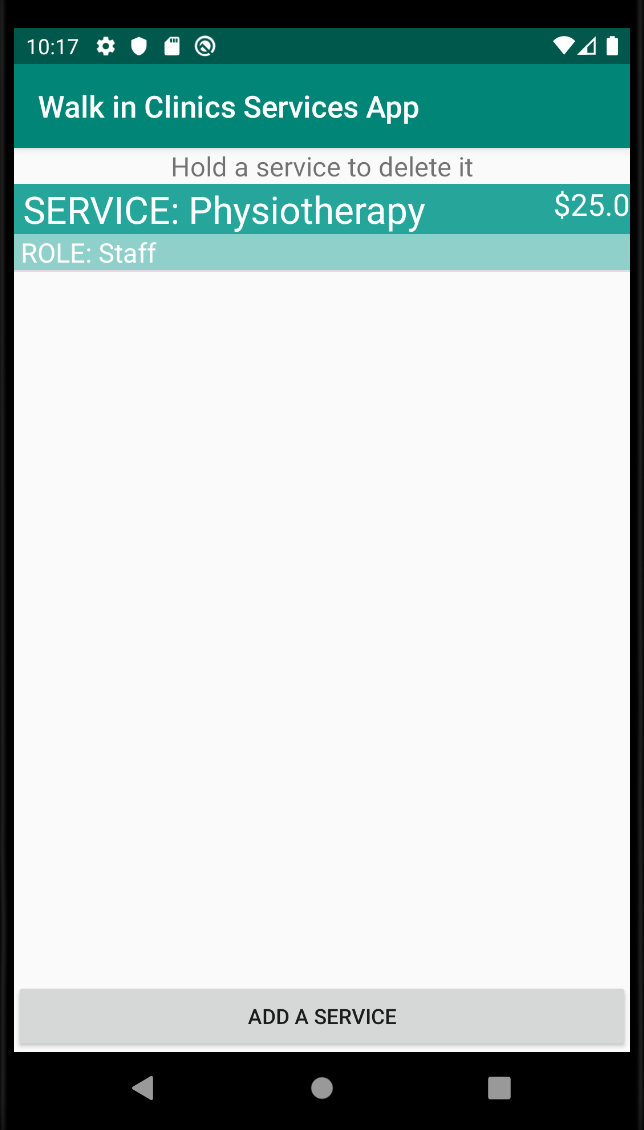 10:17
Walk in Clinics Services App
Hold a service to delete it
SERVICE: Physiotherapy $25.0
ROLE: Staff
ADD A SERVICE